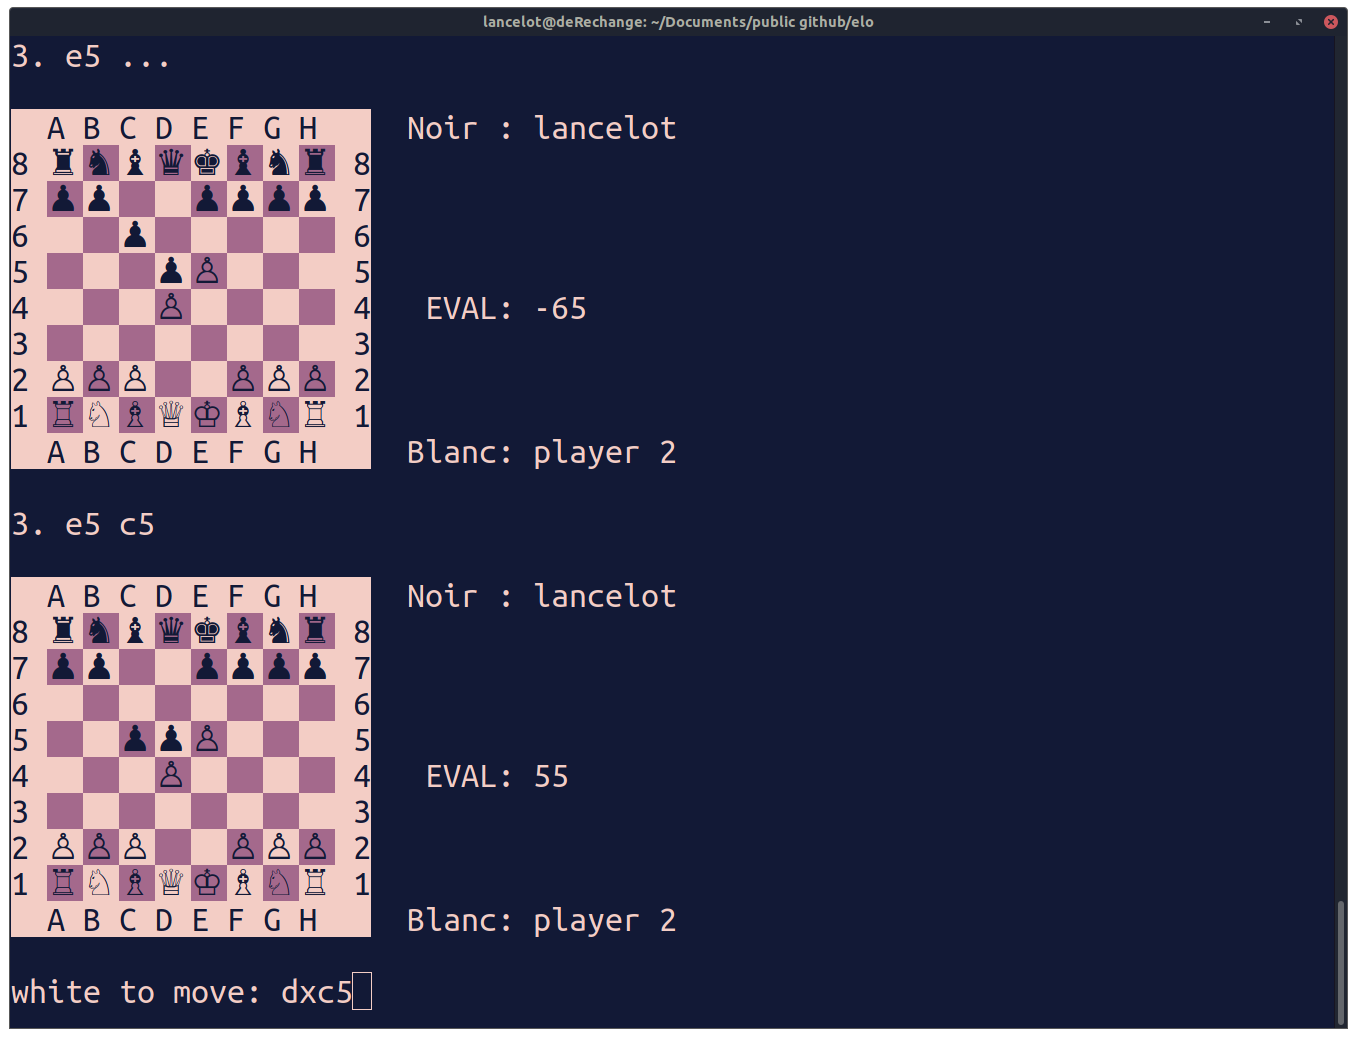 lancelot@deRechange: ~/Documents/public github/elo
3. e5 ...
A B C D E F G H Noir : lancelot
8 ♜ ♞ ♝ ♛ ♚ ♝ ♞ ♜ 8
7 ♟ ♟ ♟ ♟ ♟ ♟ 7
6 ♟ 6
5 ♟ ♙ 5
4 ♙ 4 EVAL: -65
3 3
2 ♙ ♙ ♙ ♙ ♙ ♙ 2
1 ♖ ♘ ♗ ♕ ♔ ♗ ♘ ♖ 1
A B C D E F G H Blanc: player 2
3. e5 c5
A B C D E F G H Noir : lancelot
8 ♜ ♞ ♝ ♛ ♚ ♝ ♞ ♜ 8
7 ♟ ♟ ♟ ♟ ♟ ♟ 7
6 6
5 ♟ ♟ ♙ 5
4 ♙ 4 EVAL: 55
3 3
2 ♙ ♙ ♙ ♙ ♙ ♙ 2
1 ♖ ♘ ♗ ♕ ♔ ♗ ♘ ♖ 1
A B C D E F G H Blanc: player 2
white to move: dxc5